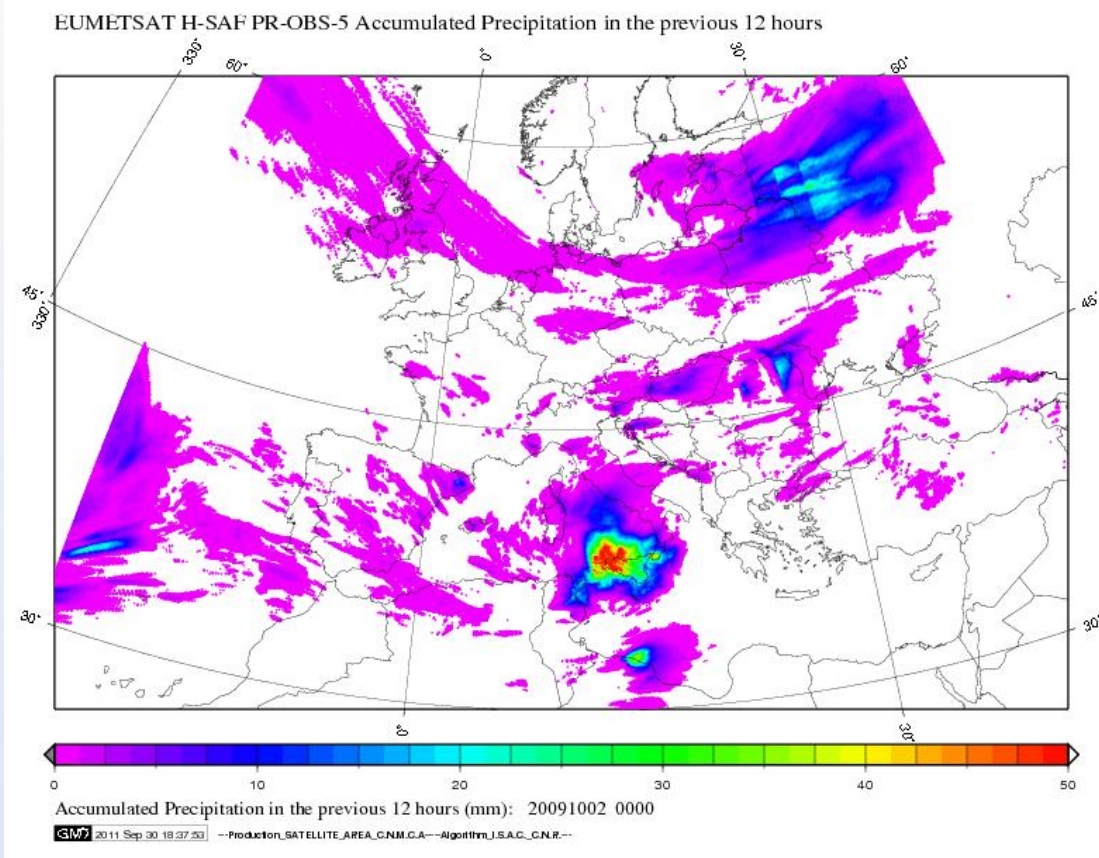 EUMETSAT H-SAF PR-OBS-5 Accumulated Precipitation in the previous 12 hours
330° 60° 0° 30° 60°
45° 330° 45°
30° 30°
0° 30°
0 10 20 30 40 50
Accumulated Precipitation in the previous 12 hours (mm): 20091002 0000
GMT 2011 Sep 30 18:37:53 ---Production_SATELLITE_AREA_C.N.M.C.A----Algorithm_I.S.A.C._C.N.R.---